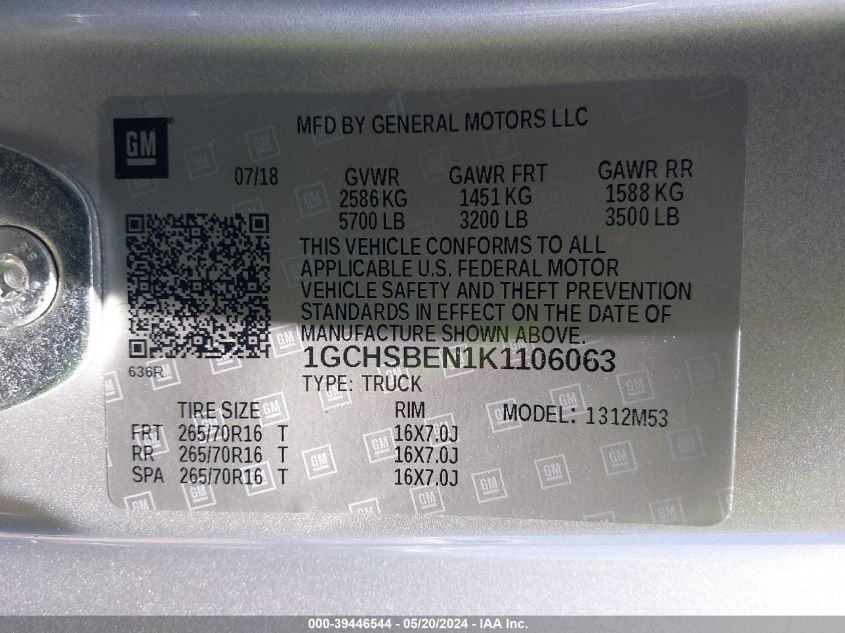 GM
MFD BY GENERAL MOTORS LLC
07/18 GVWR GAWR FRT GAWR RR
2586 KG 1451 KG 1588 KG
5700 LB 3200 LB 3500 LB
THIS VEHICLE CONFORMS TO ALL
APPLICABLE U.S. FEDERAL MOTOR
VEHICLE SAFETY AND THEFT PREVENTION
STANDARDS IN EFFECT ON THE DATE OF
MANUFACTURE SHOWN ABOVE.
636R 1GCHSBEN1K1106063
TYPE: TRUCK
TIRE SIZE RIM MODEL: 1312M53
FRT 265/70R16 T 16X7.0J
RR 265/70R16 T 16X7.0J
SPA 265/70R16 T 16X7.0J
000-39446544 - 05/20/2024 - IAA Inc.